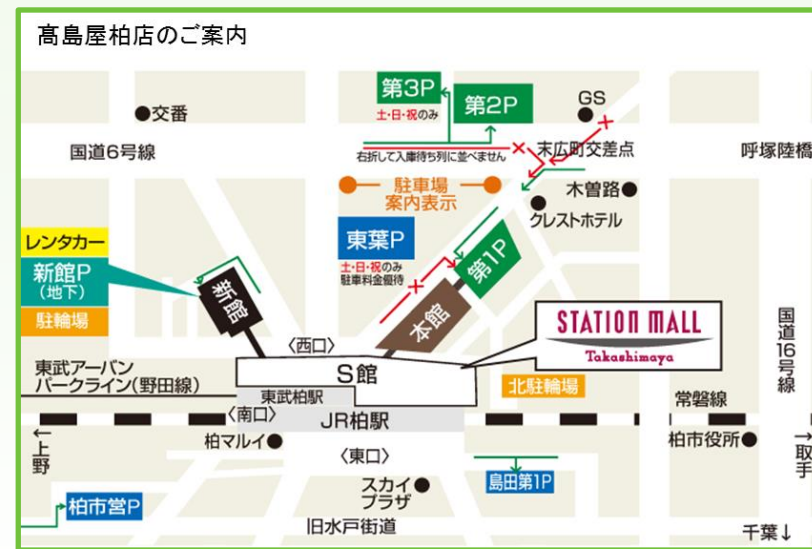 髙島屋柏店のご案内
第3P
土・日・祝のみ
第2P
GS
交番
国道6号線
右折して入庫待ち列に並べません
末広町交差点
呼塚陸橋
駐車場
案内表示
木曽路
クレストホテル
レンタカー
新館P
(地下)
駐輪場
東葉P
土・日・祝のみ
駐車料金優待
第1P
新館
本館
STATION MALL
Takashimaya
国道16号線
〈西口〉
S館
東武アーバン
パークライン(野田線)
東武柏駅
北駐輪場
常磐線
〈南口〉
JR柏駅
←上野
柏マルイ
〈東口〉
柏市役所
→取手
スカイ
プラザ
島田第1P
柏市営P
旧水戸街道
千葉↓